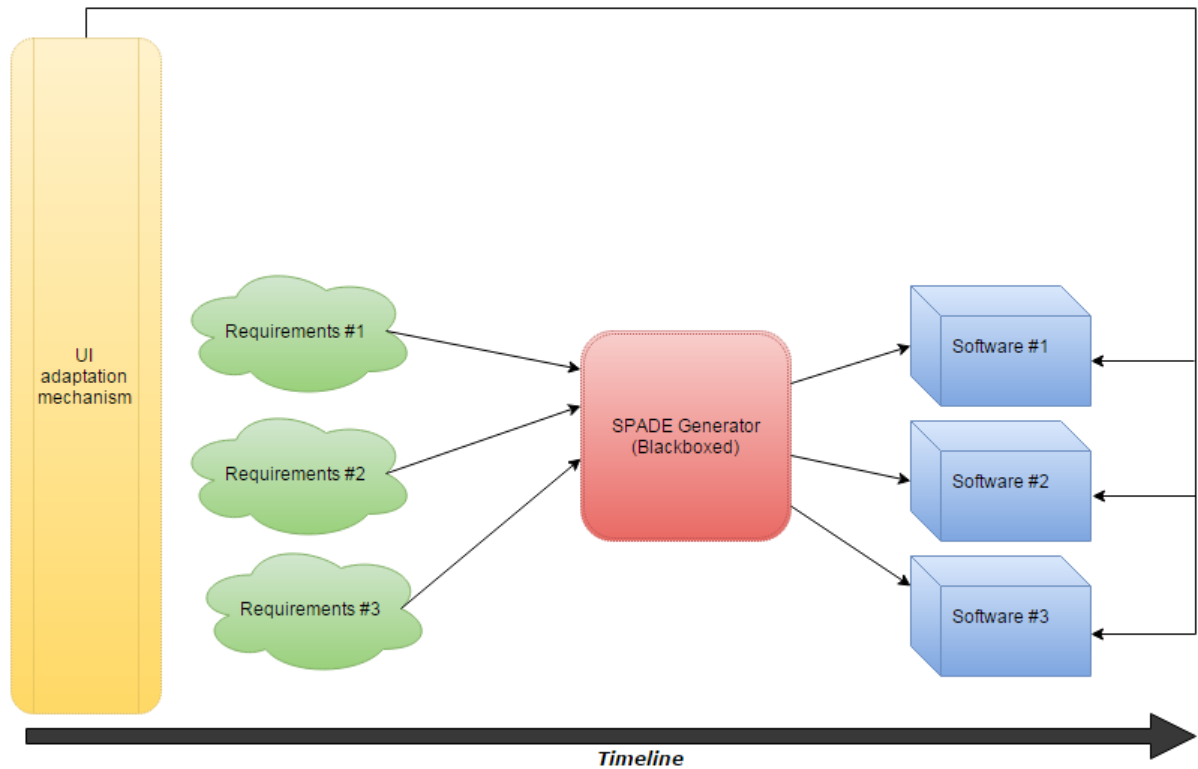 UI
adaptation
mechanism
Requirements #1
Requirements #2
Requirements #3
SPADE Generator
(Blackboxed)
Software #1
Software #2
Software #3
Timeline